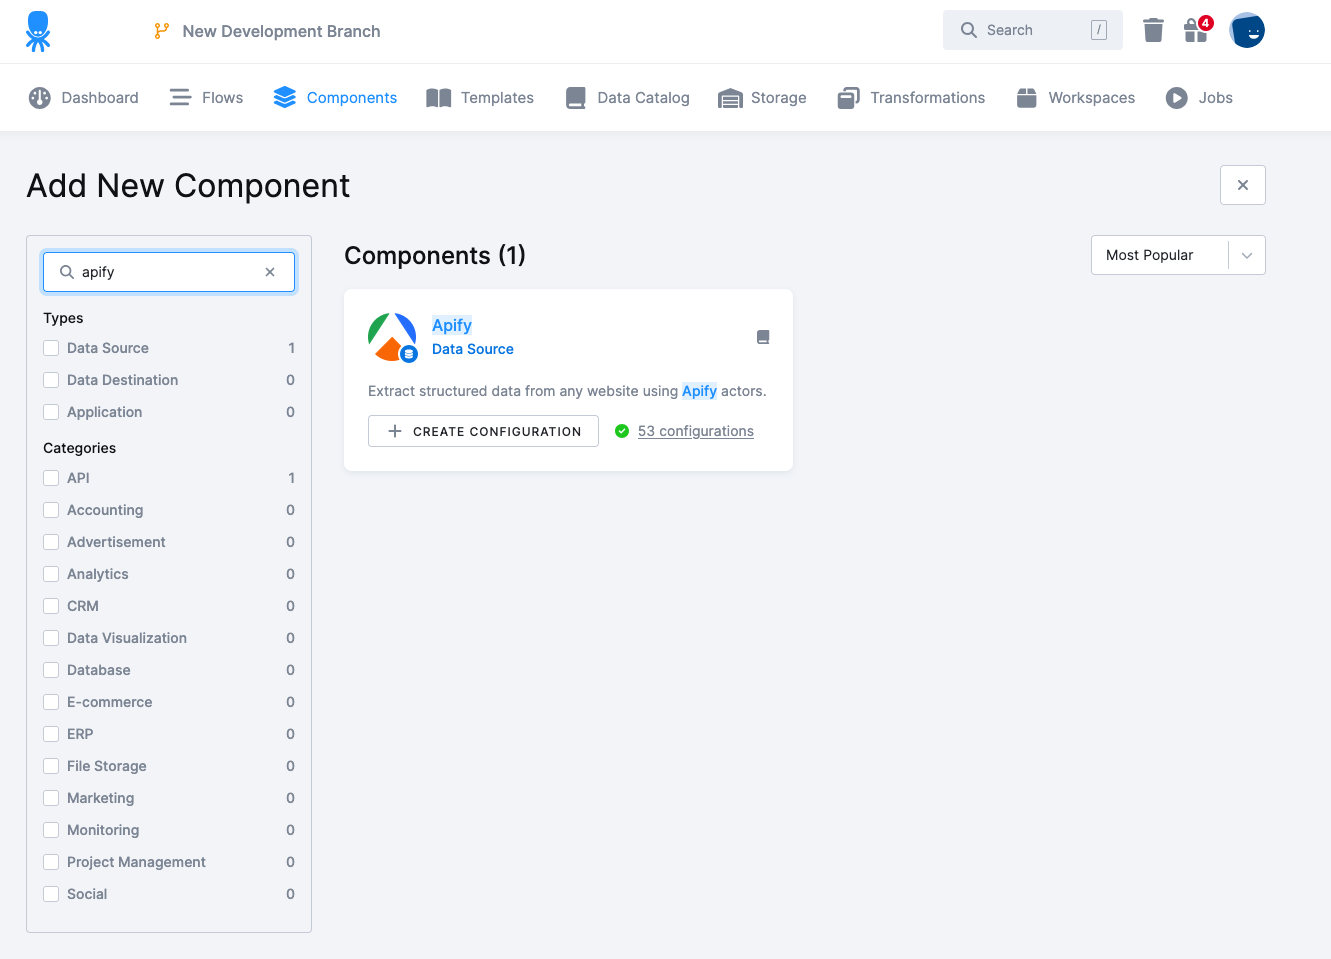 New Development Branch
Search /
4
Dashboard Flows Components Templates Data Catalog Storage Transformations Workspaces Jobs
Add New Component
apify
Types
Data Source 1
Data Destination 0
Application 0
Categories
API 1
Accounting 0
Advertisement 0
Analytics 0
CRM 0
Data Visualization 0
Database 0
E-commerce 0
ERP 0
File Storage 0
Marketing 0
Monitoring 0
Project Management 0
Social 0
Components (1)
Most Popular
Apify
Data Source
Extract structured data from any website using Apify actors.
CREATE CONFIGURATION 53 configurations